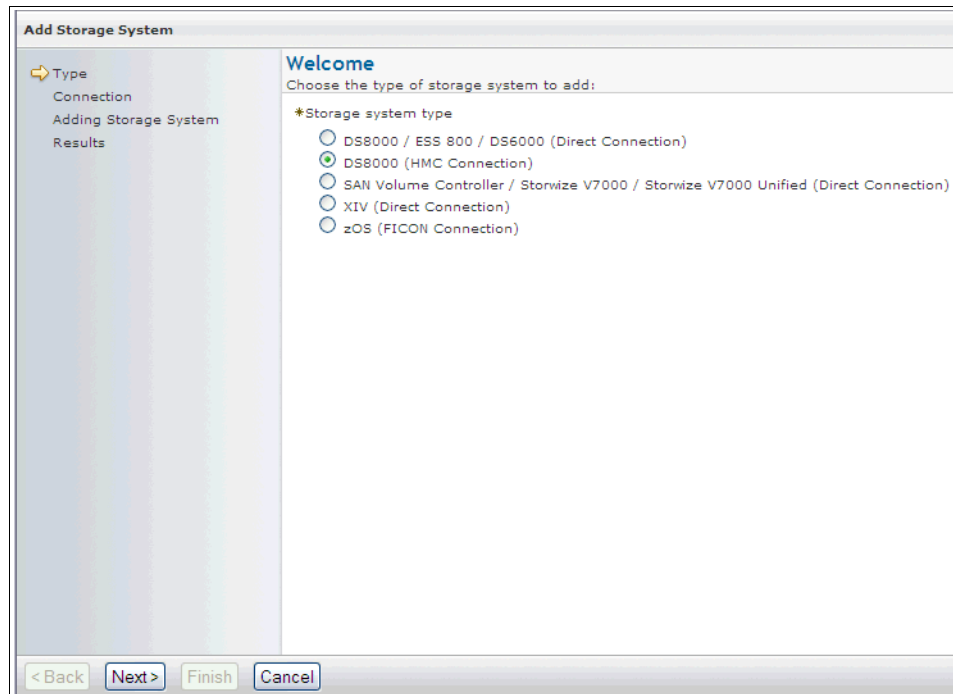 Add Storage System
Type
Connection
Adding Storage System
Results
Welcome
Choose the type of storage system to add:
*Storage system type
DS8000 / ESS 800 / DS6000 (Direct Connection)
DS8000 (HMC Connection)
SAN Volume Controller / Storwize V7000 / Storwize V7000 Unified (Direct Connection)
XIV (Direct Connection)
zOS (FICON Connection)
< Back Next > Finish Cancel